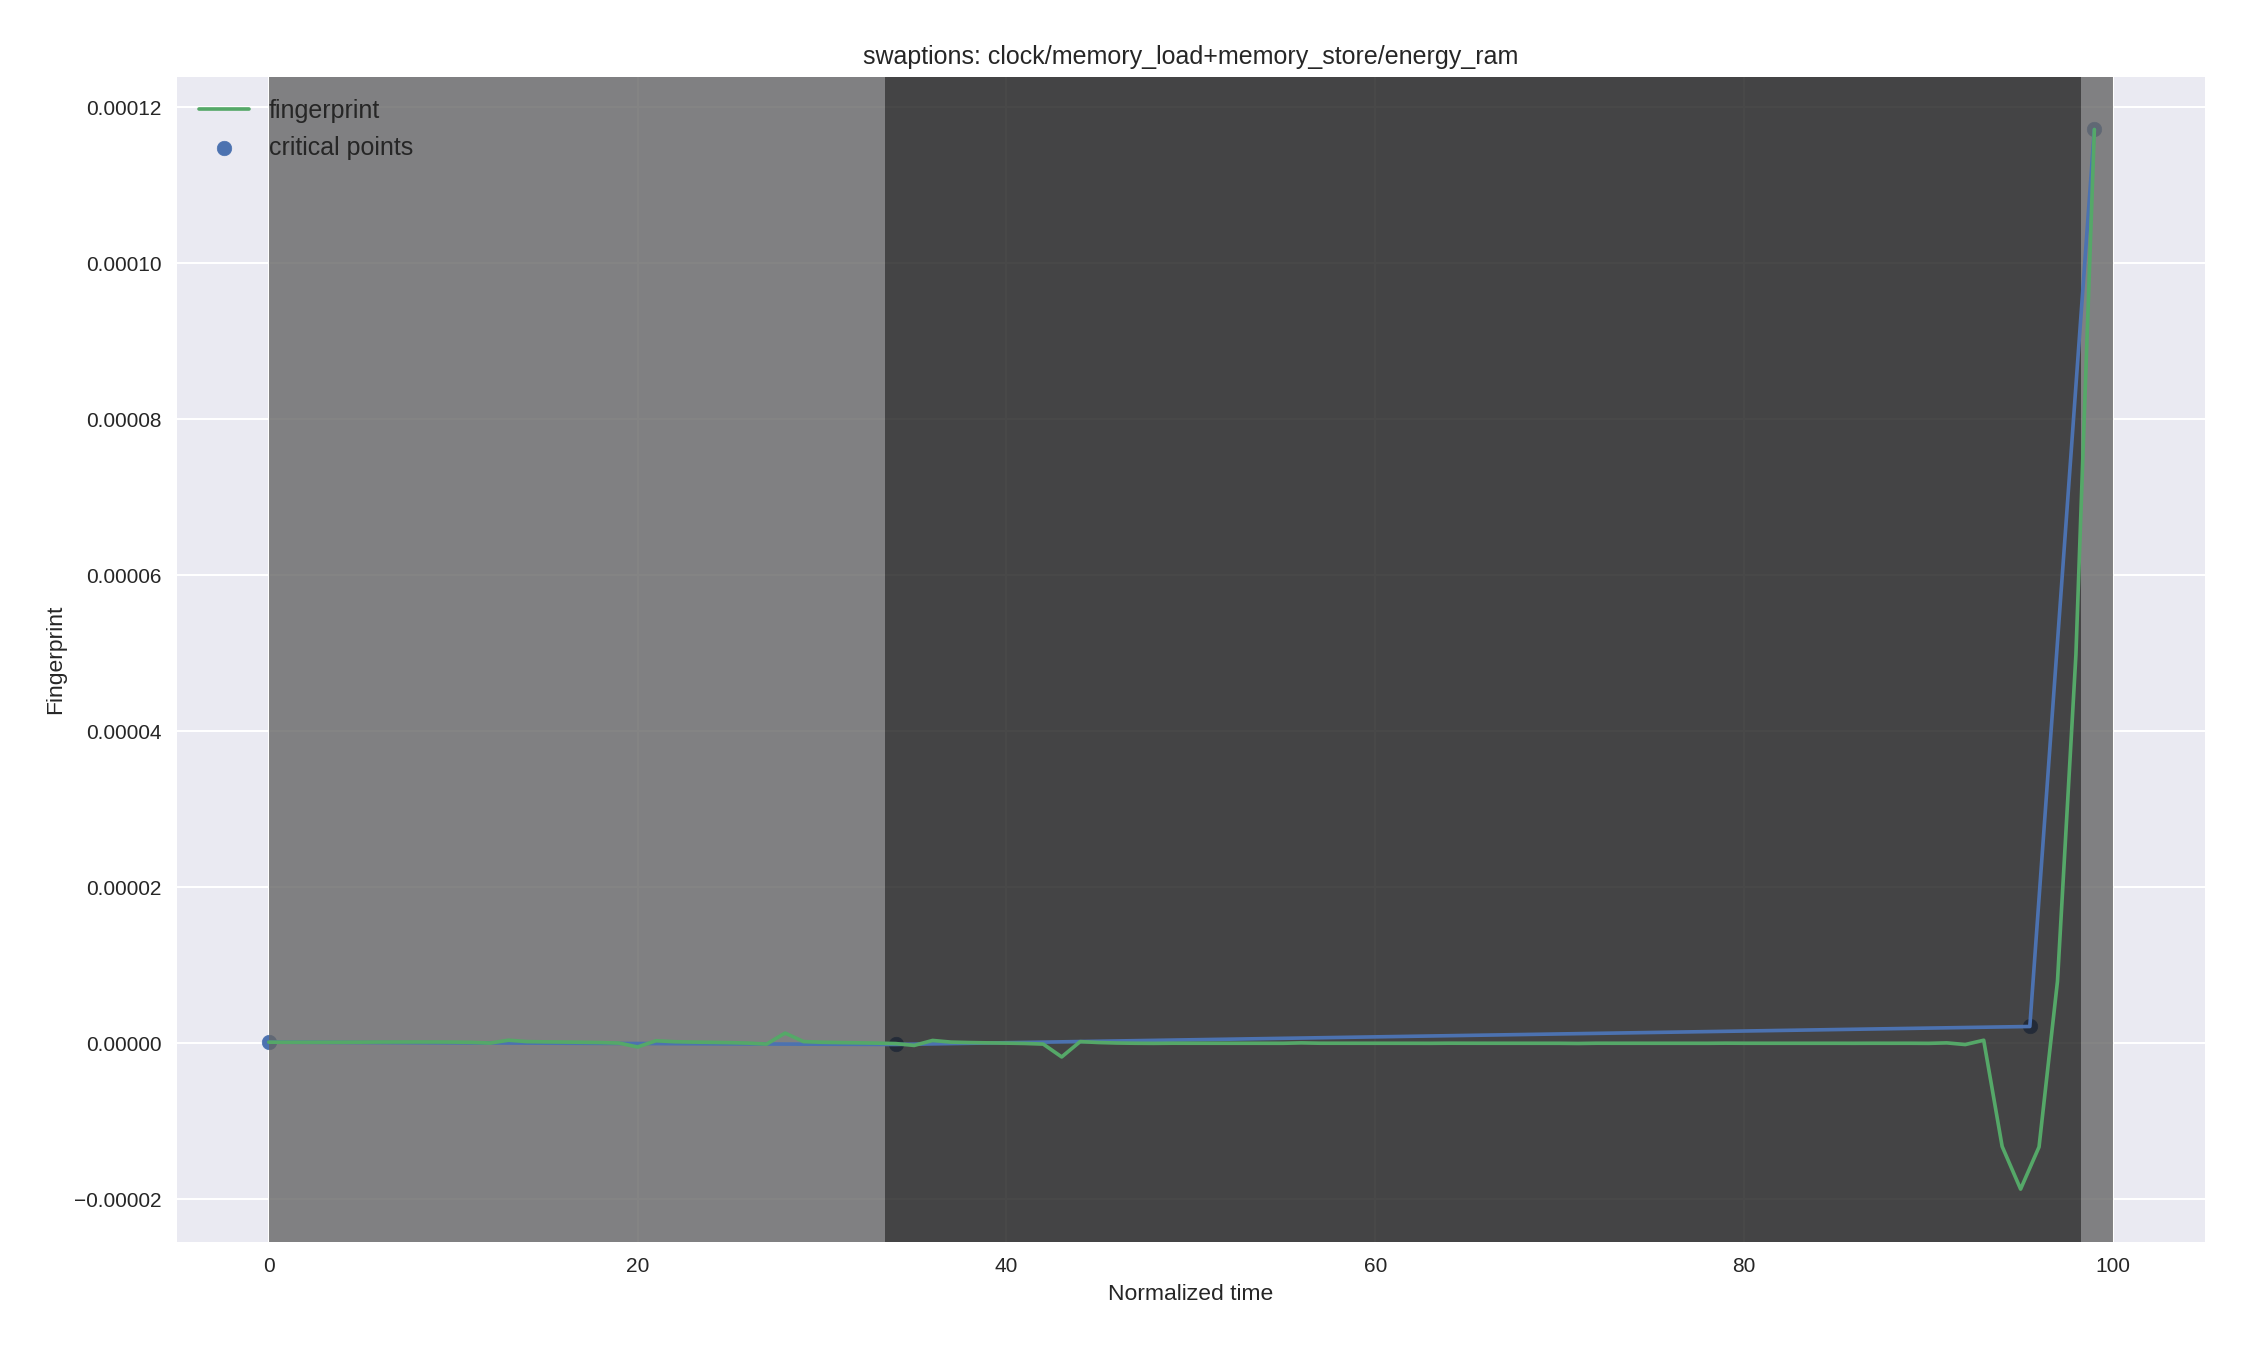 swaptions: clock/memory_load+memory_store/energy_ram
fingerprint
critical points
0.00012
0.00010
0.00008
0.00006
0.00004
0.00002
0.00000
−0.00002
Fingerprint
0 20 40 60 80 100
Normalized time